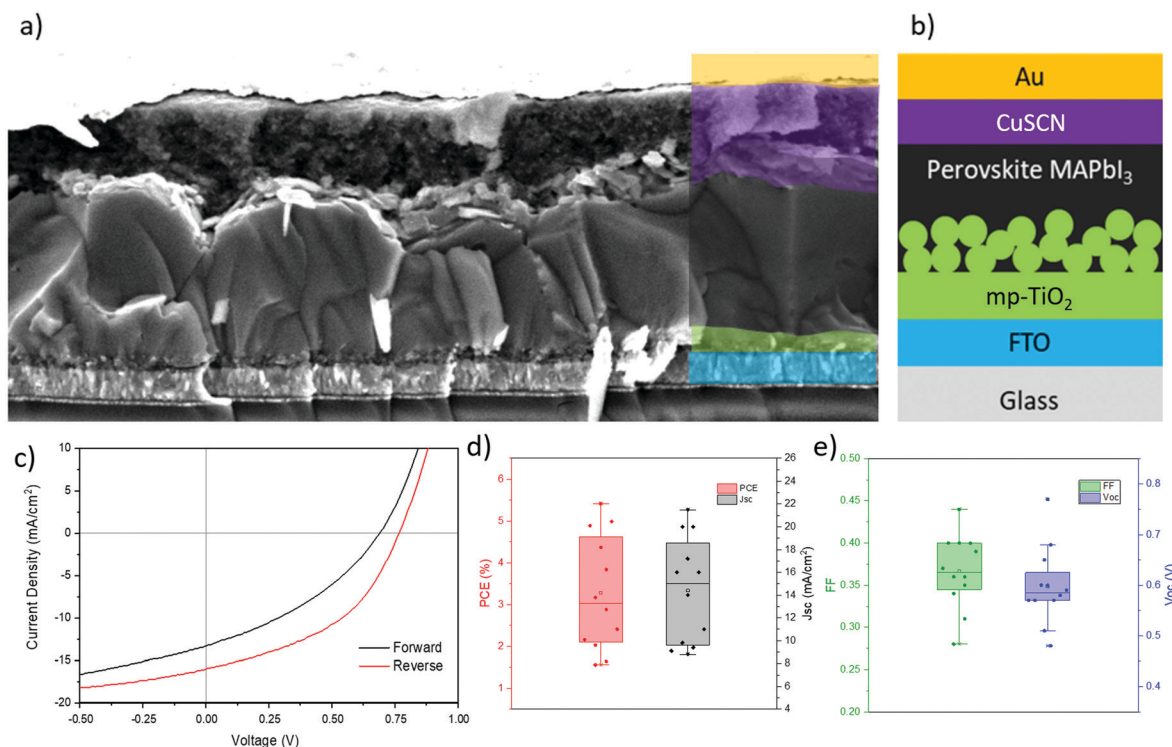 a)
b)
Au
CuSCN
Perovskite MAPbI₃
mp-TiO₂
FTO
Glass
c)
10
5
0
-5
-10
-15
-20
-0.50
-0.25
0.00
0.25
0.50
0.75
1.00
Current Density (mA/cm²)
Voltage (V)
Forward
Reverse
d)
6
5
4
3
2
1
PCE (%)
PCE
Jsc
26
24
22
20
18
16
14
12
10
8
6
4
Jsc (mA/cm²)
e)
0.50
0.45
0.40
0.35
0.30
0.25
0.20
FF
FF
Voc
0.8
0.7
0.6
0.5
0.4
Voc (V)